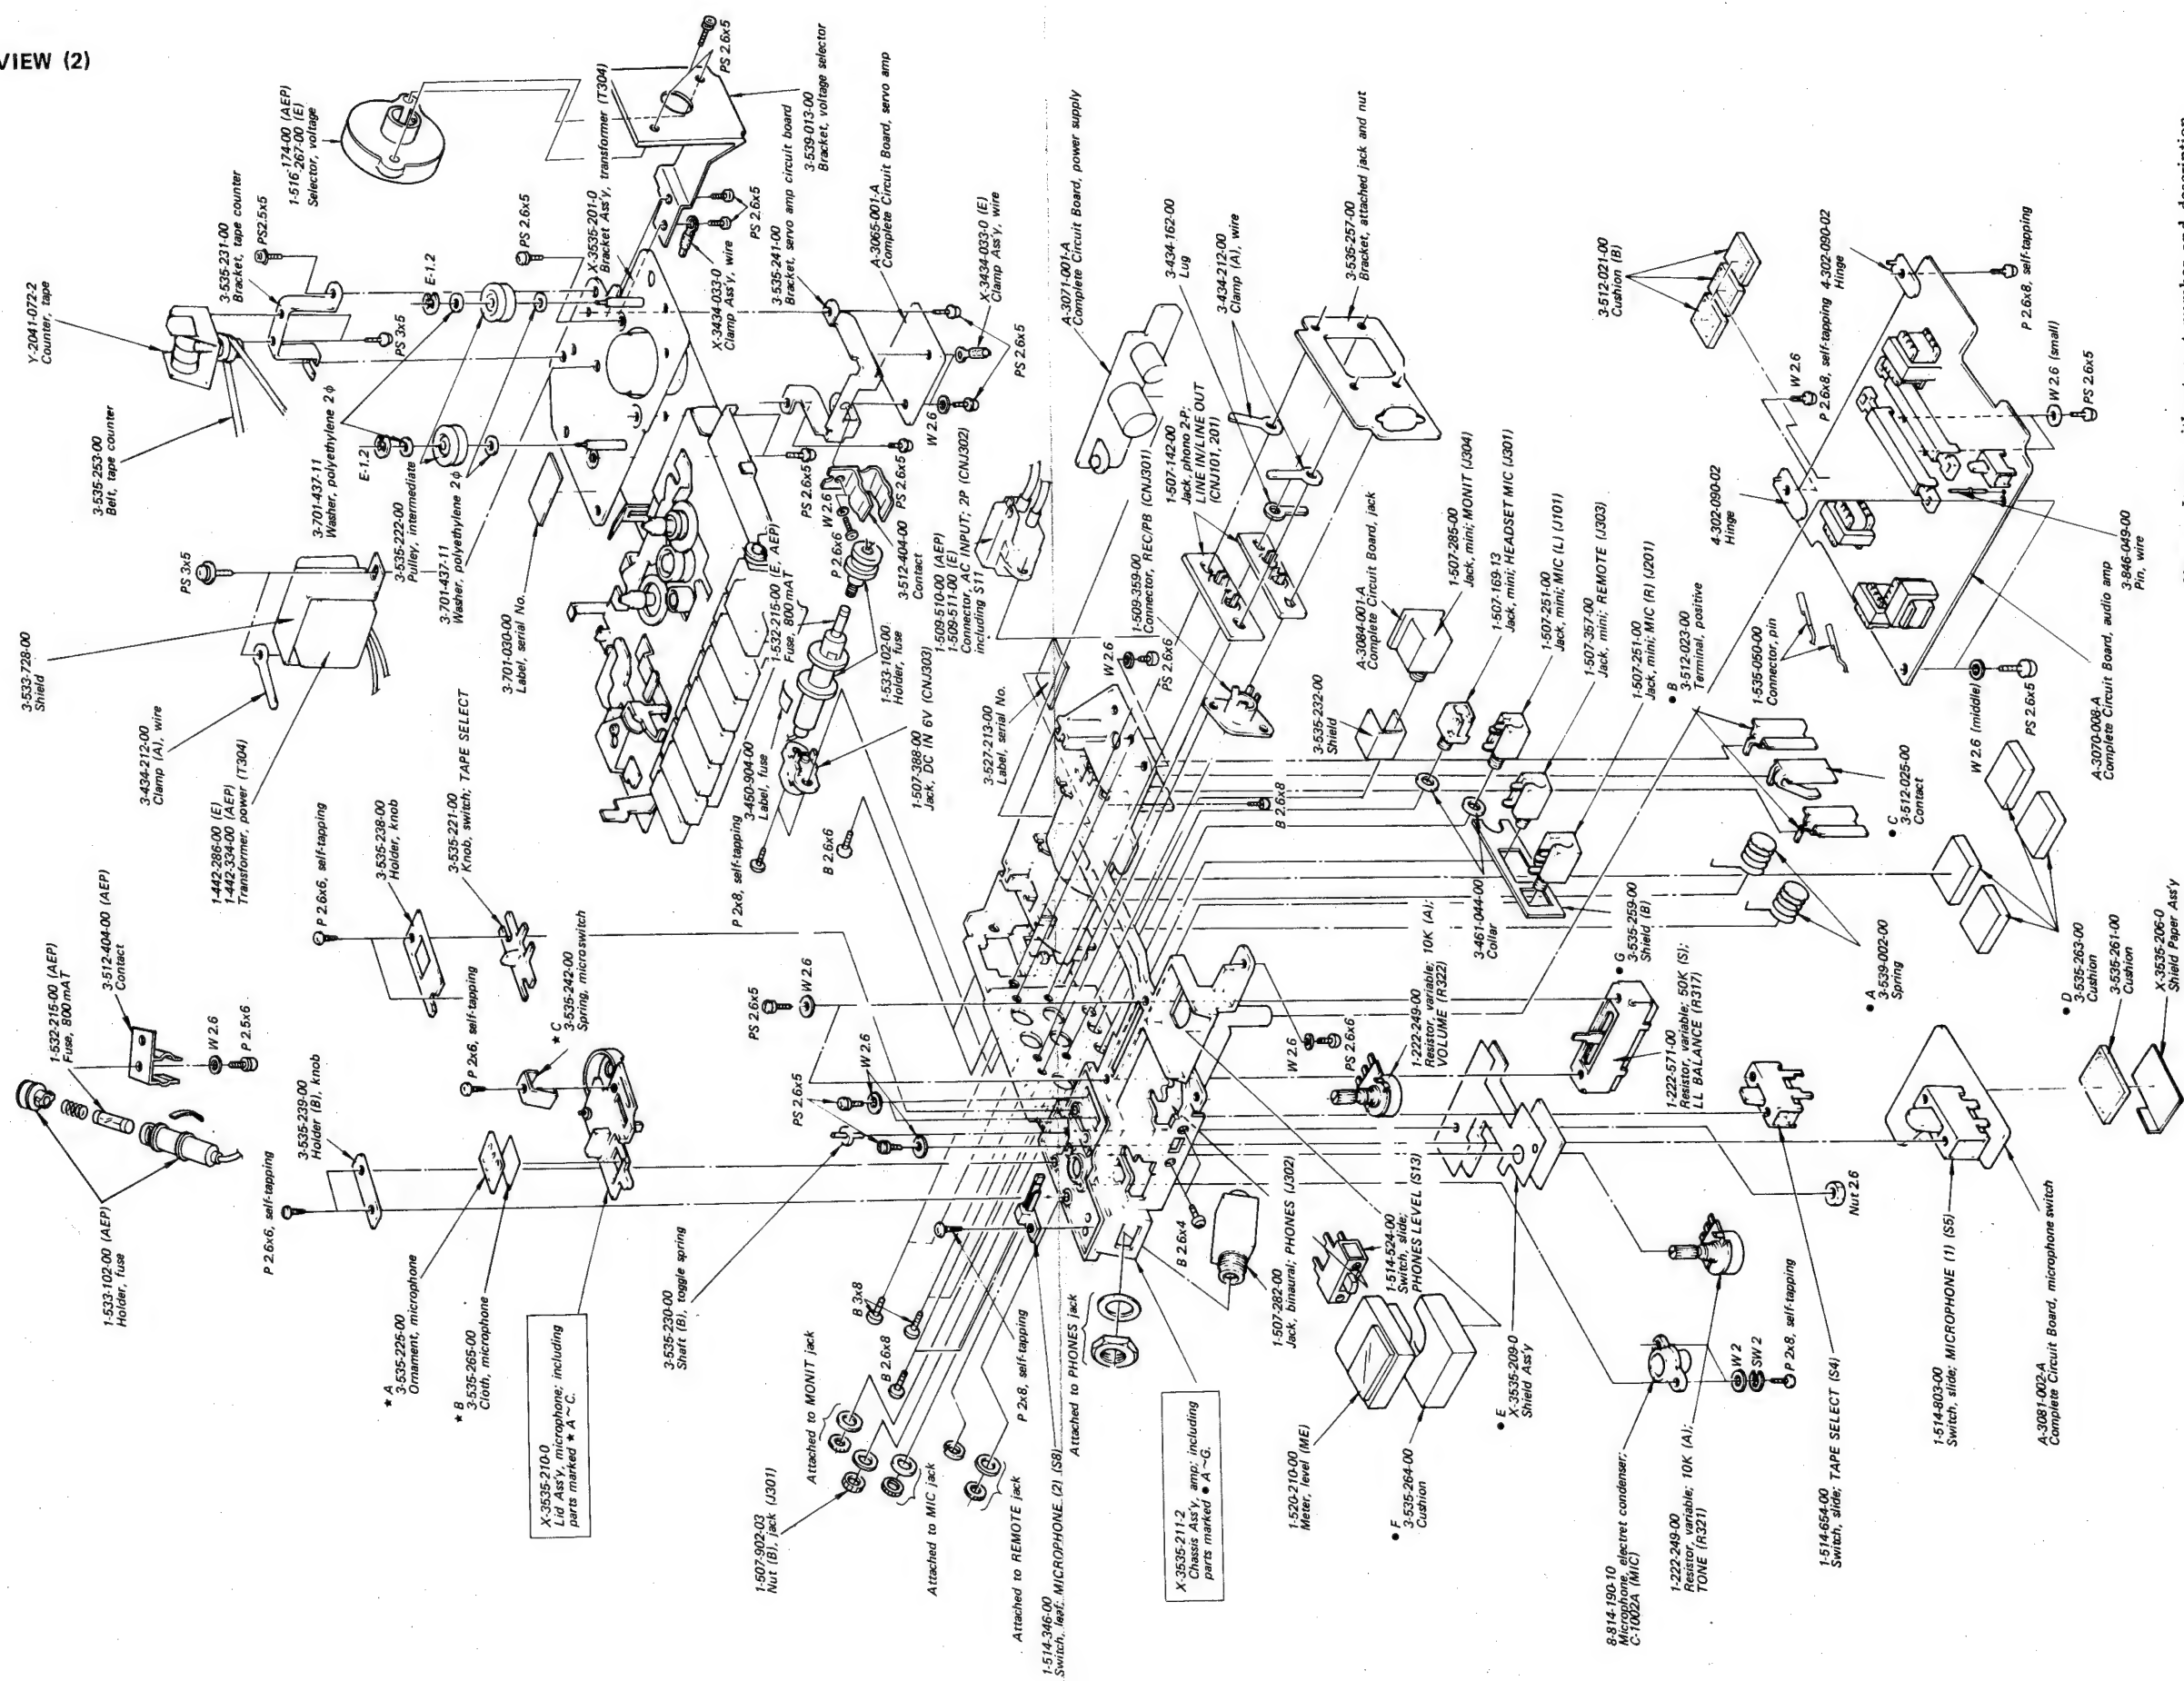 VIEW (2)
3-533-728-00
Shield
3-434-212-00
Clamp (A), wire
1-442-286-00 (E)
1-442-334-00 (AEP)
Transformer, power (T304)
PS 3x5
3-535-253-00
Belt, tape counter
Y-2041-072-2
Counter, tape
3-535-231-00
Bracket, tape counter
PS2.5x5
PS 3x5
1-516-174-00 (AEP)
1-516-267-00 (E)
Selector, voltage
PS 2.6x5
E-1.2
E-1.2
3-701-437-11
Washer, polyethylene 2φ
3-535-222-00
Pulley, intermediate
3-701-437-11
Washer, polyethylene 2φ
3-701-030-00
Label, serial No.
PS 2.6x5
X-3535-201-0
Bracket Ass'y, transformer (T304)
3-539-013-00
Bracket, voltage selector
PS 2.6x5
X-3434-033-0
Clamp Ass'y, wire
3-535-241-00
Bracket, servo amp circuit board
A-3065-001-A
Complete Circuit Board, servo amp
X-3434-033-0 (E)
Clamp Ass'y, wire
PS 2.6x5
W 2.6
PS 2.6x5
PS 2.6x5
W 2.6
P 2.6x6
3-512-404-00
Contact
1-532-215-00 (E, AEP)
Fuse, 800mAT
1-533-102-00
Holder, fuse
1-509-510-00 (AEP)
1-509-511-00 (E)
Connector, AC INPUT; 2P (CNJ302)
including S11
3-450-904-00
Label, fuse
1-507-388-00
Jack, DC IN 6V (CNJ303)
P 2x8, self-tapping
B 2.6x6
1-533-102-00 (AEP)
Holder, fuse
1-532-215-00 (AEP)
Fuse, 800mAT
3-512-404-00 (AEP)
Contact
W 2.6
P 2.5x6
P 2.6x6, self-tapping
3-535-238-00
Holder, knob
3-535-221-00
Knob, switch; TAPE SELECT
P 2.6x6, self-tapping
3-535-239-00
Holder (B), knob
P 2x6, self-tapping
★ C
3-535-242-00
Spring, microswitch
★ A
3-535-225-00
Ornament, microphone
★ B
3-535-265-00
Cloth, microphone
X-3535-210-0
Lid Ass'y, microphone; including
parts marked ★ A~C.
3-535-230-00
Shaft (B), toggle spring
PS 2.6x5
W 2.6
PS 2.6x5
W 2.6
B 3x8
B 2.6x8
P 2x8, self-tapping
Attached to MONIT jack
1-507-902-03
Nut (B), jack (J301)
Attached to MIC jack
Attached to REMOTE jack
1-514-346-00
Switch, leaf; MICROPHONE (2) (S8)
Attached to PHONES jack
X-3535-211-2
Chassis Ass'y, amp; including
parts marked ● A~G.
3-527-213-00
Label, serial No.
A-3071-001-A
Complete Circuit Board, power supply
3-434-162-00
Lug
3-434-212-00
Clamp (A), wire
1-507-142-00
Jack, phono 2-P;
LINE IN/LINE OUT
(CNJ101, 201)
3-535-257-00
Bracket, attached jack and nut
1-509-359-00
Connector, REC/PB (CNJ301)
W 2.6
PS 2.6x6
B 2.6x8
A-3084-001-A
Complete Circuit Board, jack
3-535-232-00
Shield
1-507-285-00
Jack, mini; MONIT (J304)
1-507-169-13
Jack, mini; HEADSET MIC (J301)
1-507-251-00
Jack, mini; MIC (L) (J101)
1-507-357-00
Jack, mini; REMOTE (J303)
1-507-251-00
Jack, mini; MIC (R) (J201)
3-461-044-00
Collar
● G
3-535-259-00
Shield (B)
● B
3-512-023-00
Terminal, positive
● C
3-512-025-00
Contact
● A
3-539-002-00
Spring
● D
3-535-263-00
Cushion
3-535-261-00
Cushion
X-3535-206-0
Shield Paper Ass'y
3-512-021-00
Cushion (B)
W 2.6
P 2.6x8, self-tapping
4-302-090-02
Hinge
4-302-090-02
Hinge
P 2.6x8, self-tapping
W 2.6 (small)
PS 2.6x5
1-535-050-00
Connector, pin
3-846-049-00
Pin, wire
W 2.6 (middle)
PS 2.6x5
A-3070-008-A
Complete Circuit Board, audio amp
B 2.6x4
1-507-282-00
Jack, binaural; PHONES (J302)
1-514-524-00
Switch, slide;
PHONES LEVEL (S13)
1-520-210-00
Meter, level (ME)
● F
3-535-264-00
Cushion
W 2.6
PS 2.6x6
1-222-249-00
Resistor, variable; 10K (A);
VOLUME (R322)
1-222-571-00
Resistor, variable; 50K (S);
LL BALANCE (R317)
● E
X-3535-209-0
Shield Ass'y
Nut 2.6
8-814-190-10
Microphone, electret condenser;
C-1002A (MIC)
W 2
SW 2
P 2x8, self-tapping
1-222-249-00
Resistor, variable; 10K (A);
TONE (R321)
1-514-654-00
Switch, slide; TAPE SELECT (S4)
1-514-803-00
Switch, slide; MICROPHONE (1) (S5)
A-3081-002-A
Complete Circuit Board, microphone switch